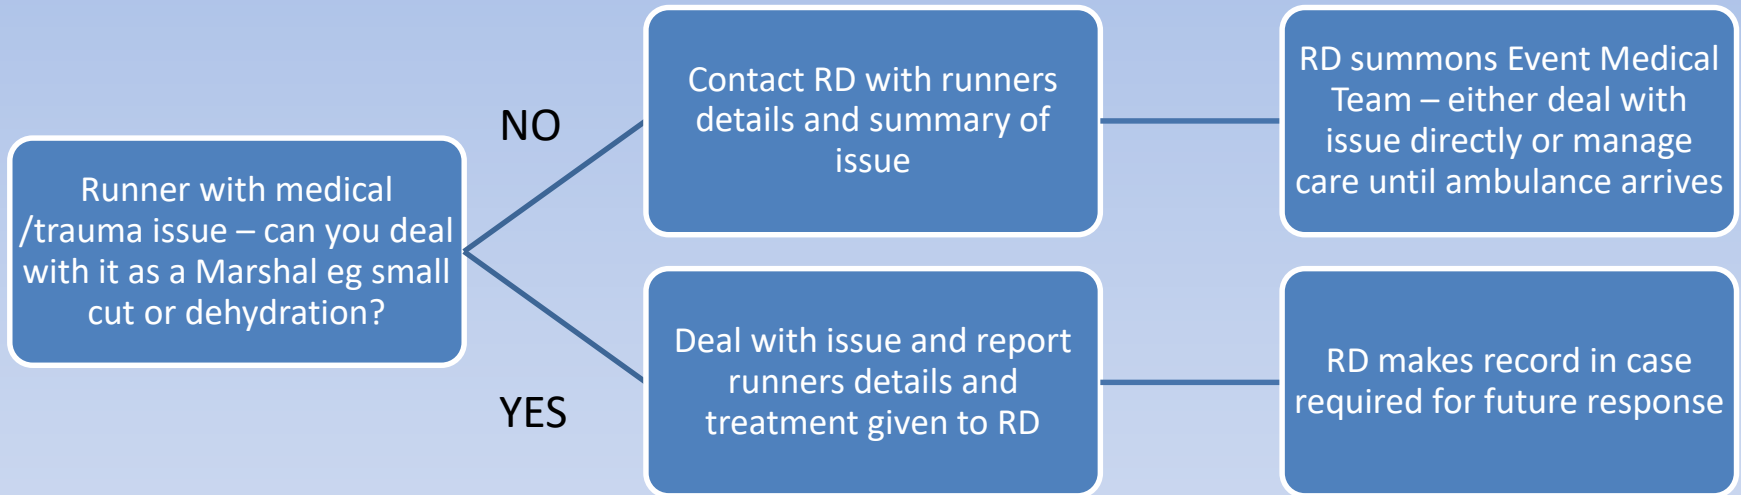 Runner with medical
/trauma issue – can you deal
with it as a Marshal eg small
cut or dehydration?
NO
Contact RD with runners
details and summary of
issue
RD summons Event Medical
Team – either deal with
issue directly or manage
care until ambulance arrives
YES
Deal with issue and report
runners details and
treatment given to RD
RD makes record in case
required for future response